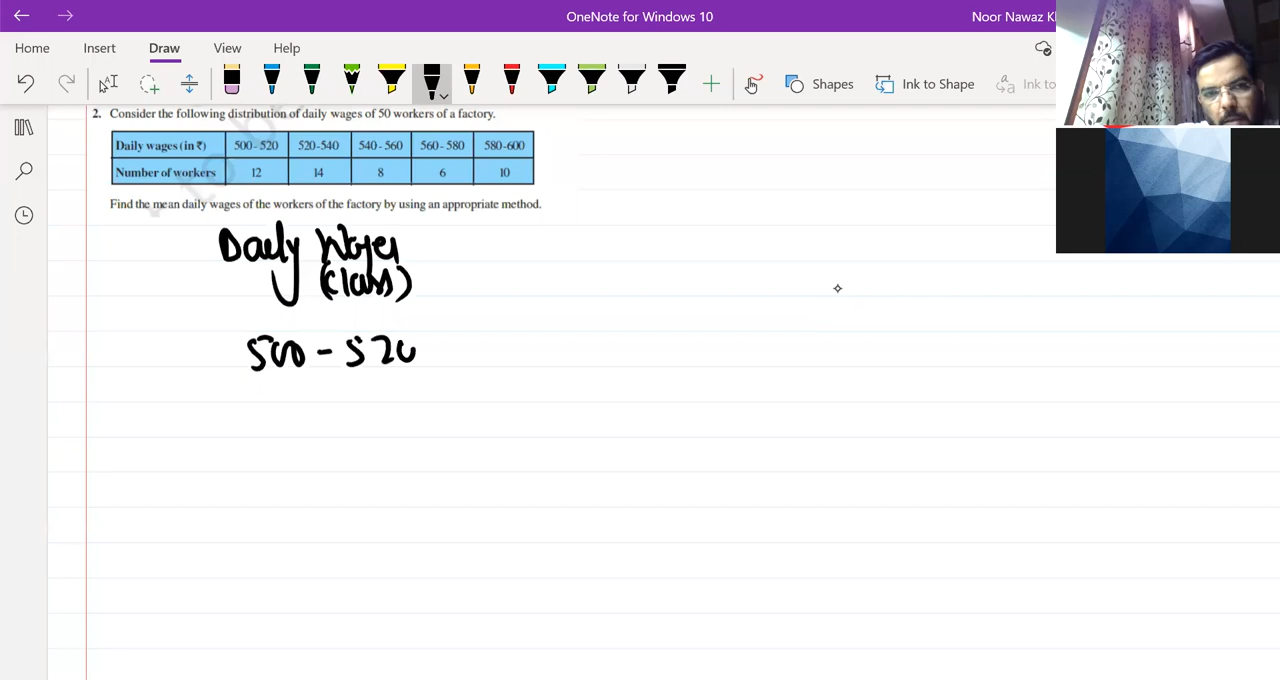 OneNote for Windows 10
Noor Nawaz Kh
Home Insert Draw View Help
Shapes Ink to Shape Ink to
2. Consider the following distribution of daily wages of 50 workers of a factory.
Daily wages (in ₹) 500-520 520-540 540-560 560-580 580-600
Number of workers 12 14 8 6 10
Find the mean daily wages of the workers of the factory by using an appropriate method.
Daily Wages
(Class)
500 - 520